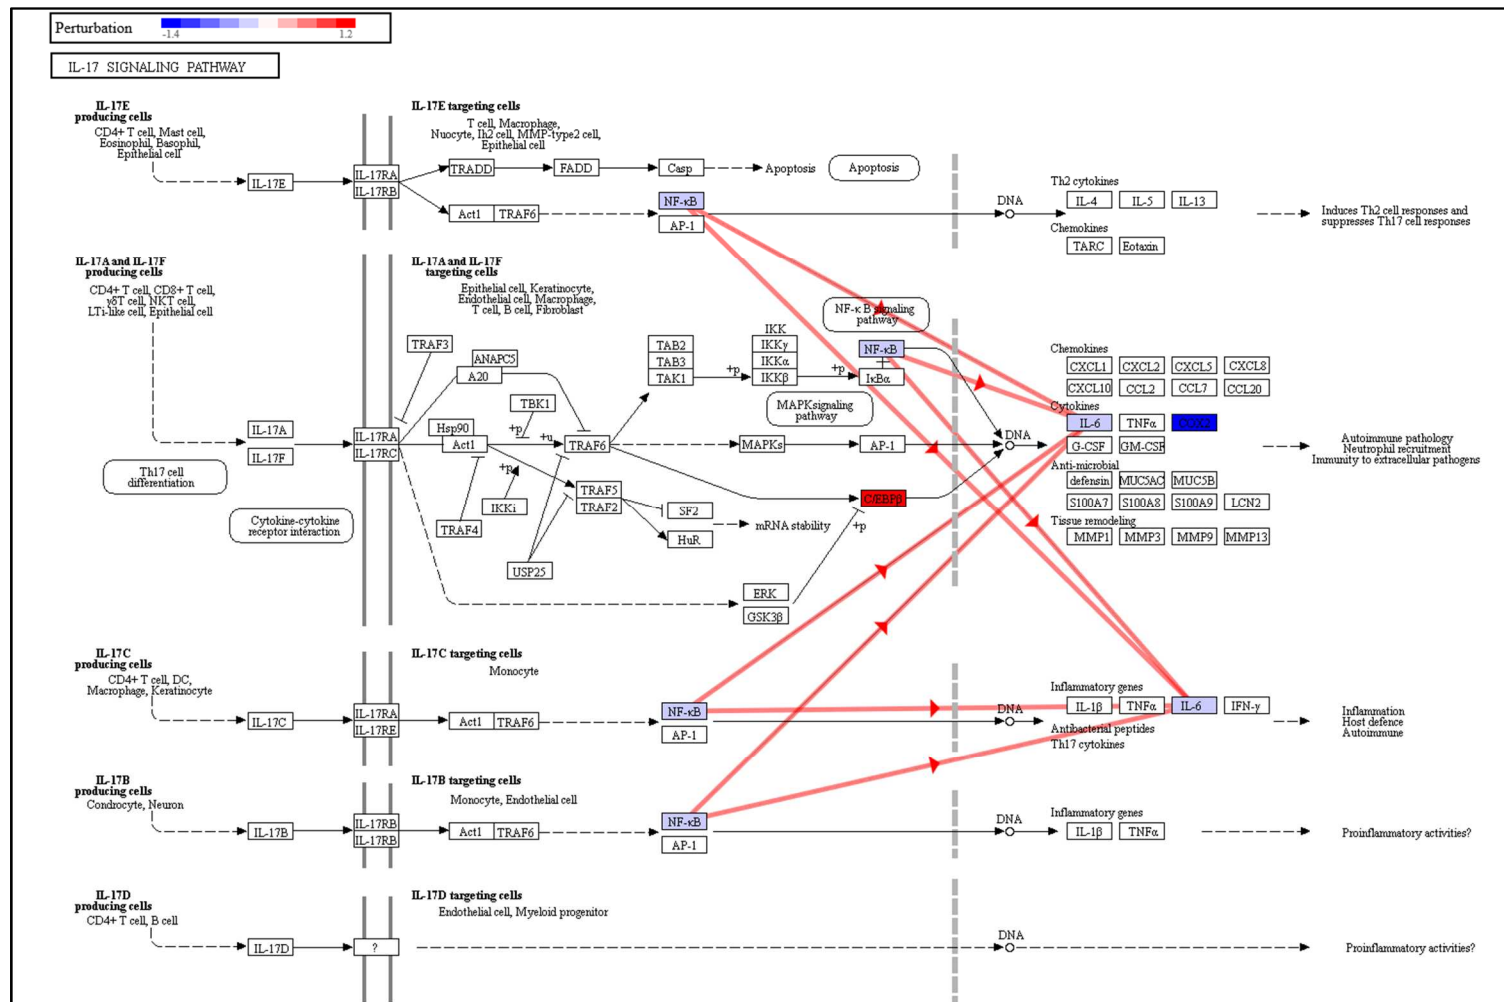 Perturbation
-1.4
1.2
IL-17 SIGNALING PATHWAY
IL-17E
producing cells
CD4+ T cell, Mast cell,
Eosinophil, Basophil,
Epithelial cell
IL-17E
IL-17RA
IL-17RB
IL-17E targeting cells
T cell, Macrophage,
Nuocyte, Ih2 cell, MMP-type2 cell,
Epithelial cell
TRADD
FADD
Casp
Apoptosis
Apoptosis
Act1
TRAF6
NF-κB
AP-1
DNA
Th2 cytokines
IL-4
IL-5
IL-13
Chemokines
TARC
Eotaxin
Induces Th2 cell responses and
suppresses Th17 cell responses
IL-17A and IL-17F
producing cells
CD4+ T cell, CD8+ T cell,
γδT cell, NKT cell,
LTi-like cell, Epithelial cell
IL-17A and IL-17F
targeting cells
Epithelial cell, Keratinocyte,
Endothelial cell, Macrophage,
T cell, B cell, Fibroblast
NF-κB signaling
pathway
TRAF3
ANAPC5
A20
TAB2
TAB3
TAK1
+p
IKK
IKKγ
IKKα
IKKβ
+p
NF-κB
IκBα
MAPK signaling
pathway
TBK1
+p
IL-17A
IL-17F
IL-17RA
IL-17RC
Hsp90
Act1
+u
TRAF6
MAPKs
AP-1
DNA
Th17 cell
differentiation
+p
IKKi
TRAF5
TRAF2
C/EBPβ
+p
SF2
HuR
mRNA stability
Cytokine-cytokine
receptor interaction
TRAF4
USP25
ERK
GSK3β
Chemokines
CXCL1
CXCL2
CXCL5
CXCL8
CXCL10
CCL2
CCL7
CCL20
Cytokines
IL-6
TNFα
COX2
G-CSF
GM-CSF
Anti-microbial
defensin
MUC5AC
MUC5B
S100A7
S100A8
S100A9
LCN2
Tissue remodeling
MMP1
MMP3
MMP9
MMP13
Autoimmune pathology
Neutrophil recruitment
Immunity to extracellular pathogens
IL-17C
producing cells
CD4+ T cell, DC,
Macrophage, Keratinocyte
IL-17C
IL-17RA
IL-17RE
IL-17C targeting cells
Monocyte
Act1
TRAF6
NF-κB
AP-1
DNA
Inflammatory genes
IL-1β
TNFα
IL-6
IFN-γ
Antibacterial peptides
Th17 cytokines
Inflammation
Host defence
Autoimmune
IL-17B
producing cells
Condrocyte, Neuron
IL-17B
IL-17RB
IL-17RB
IL-17B targeting cells
Monocyte, Endothelial cell
Act1
TRAF6
NF-κB
AP-1
DNA
Inflammatory genes
IL-1β
TNFα
Proinflammatory activities?
IL-17D
producing cells
CD4+ T cell, B cell
IL-17D
?
IL-17D targeting cells
Endothelial cell, Myeloid progenitor
DNA
Proinflammatory activities?